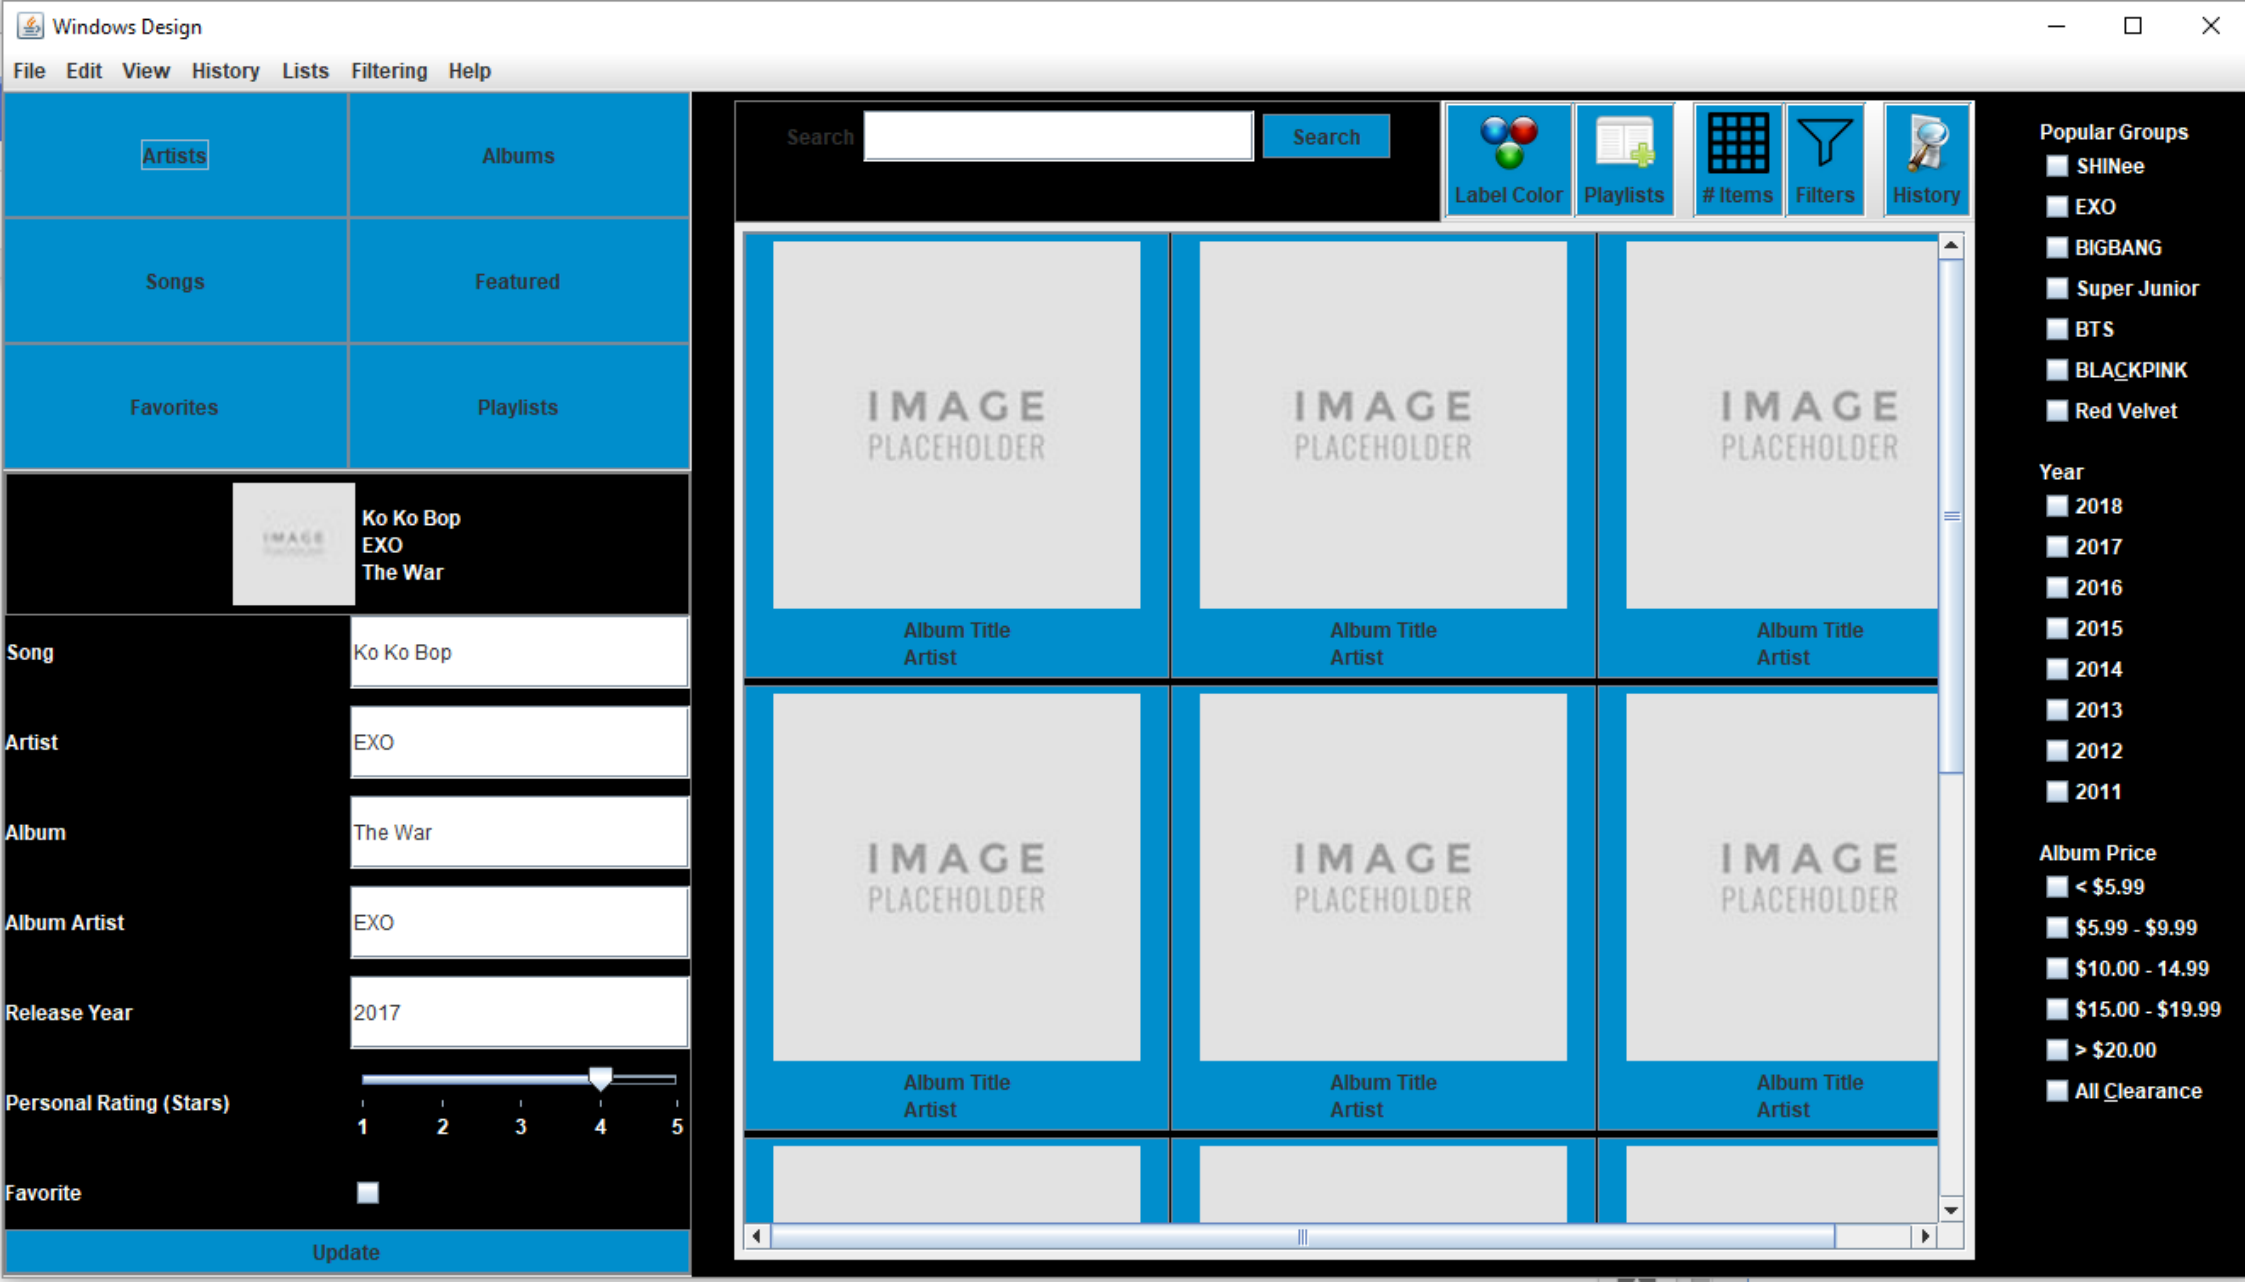 Windows Design
File Edit View History Lists Filtering Help
Artists Albums
Songs Featured
Favorites Playlists
IMAGE
PLACEHOLDER
Ko Ko Bop
EXO
The War
Song Ko Ko Bop
Artist EXO
Album The War
Album Artist EXO
Release Year 2017
Personal Rating (Stars)
1 2 3 4 5
Favorite
Update
Search Search
Label Color Playlists # Items Filters History
IMAGE IMAGE IMAGE
PLACEHOLDER PLACEHOLDER PLACEHOLDER
Album Title Album Title Album Title
Artist Artist Artist
IMAGE IMAGE IMAGE
PLACEHOLDER PLACEHOLDER PLACEHOLDER
Album Title Album Title Album Title
Artist Artist Artist
Popular Groups
SHINee
EXO
BIGBANG
Super Junior
BTS
BLACKPINK
Red Velvet
Year
2018
2017
2016
2015
2014
2013
2012
2011
Album Price
< $5.99
$5.99 - $9.99
$10.00 - 14.99
$15.00 - $19.99
> $20.00
All Clearance